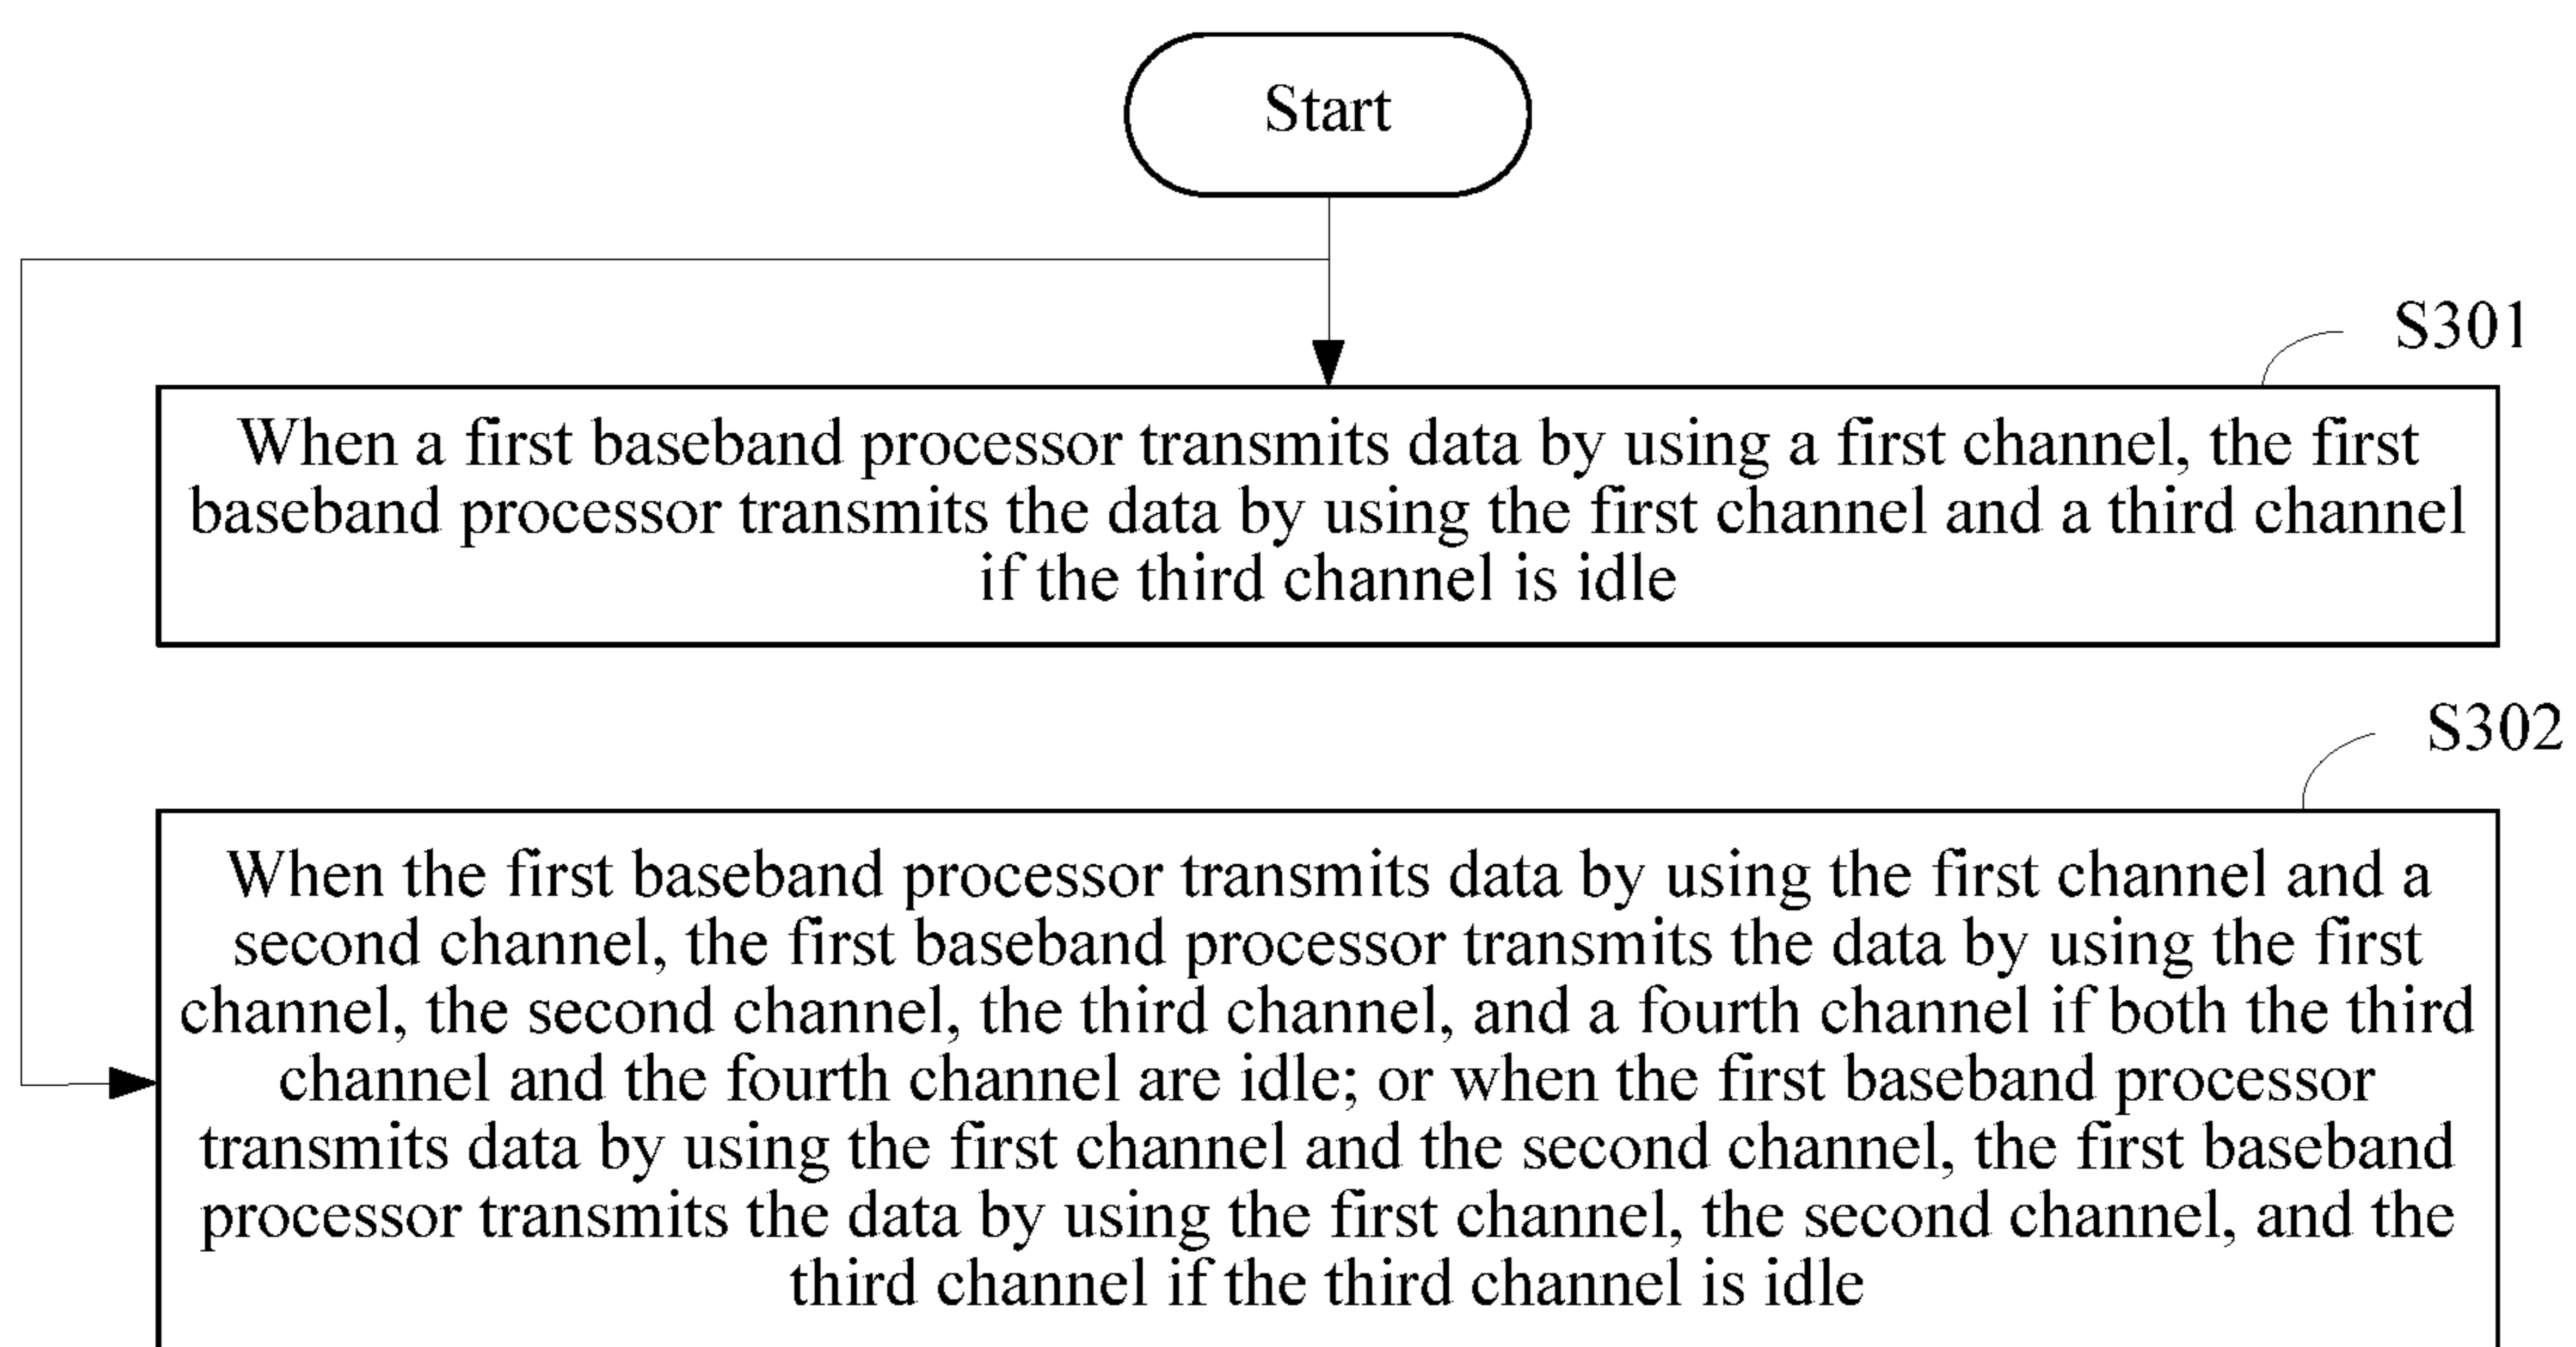 Start
S301
When a first baseband processor transmits data by using a first channel, the first
baseband processor transmits the data by using the first channel and a third channel
if the third channel is idle
S302
When the first baseband processor transmits data by using the first channel and a
second channel, the first baseband processor transmits the data by using the first
channel, the second channel, the third channel, and a fourth channel if both the third
channel and the fourth channel are idle; or when the first baseband processor
transmits data by using the first channel and the second channel, the first baseband
processor transmits the data by using the first channel, the second channel, and the
third channel if the third channel is idle